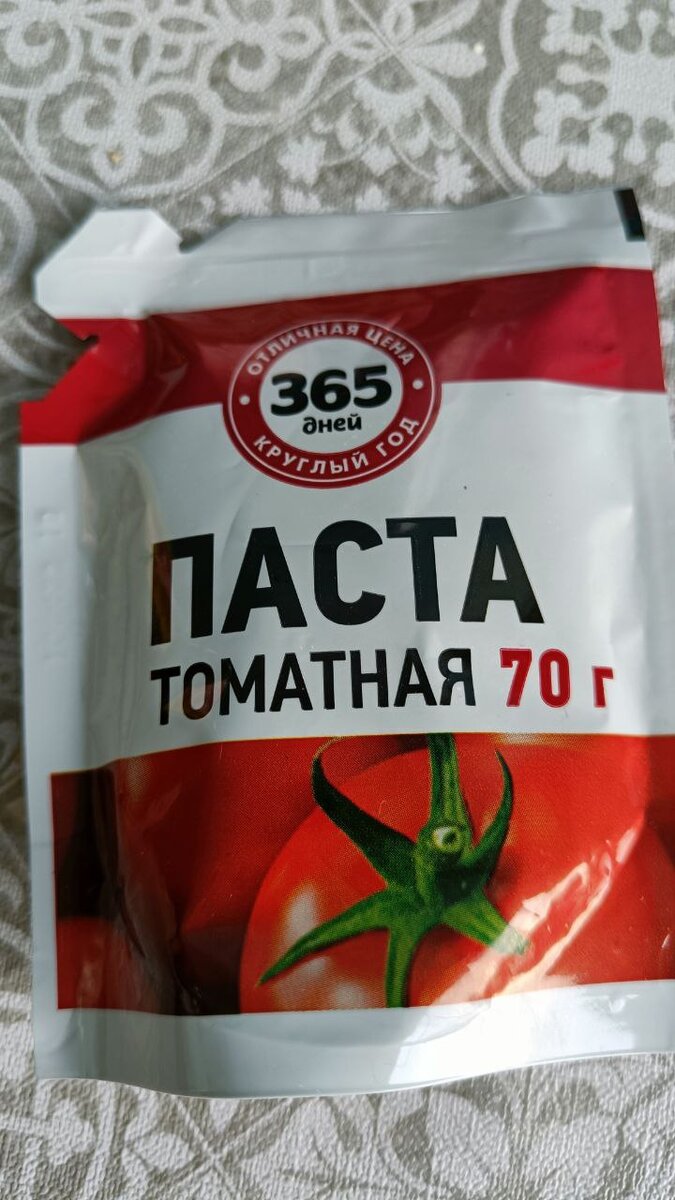 ОТЛИЧНАЯ ЦЕНА
365
дней
КРУГЛЫЙ ГОД
ПАСТА
ТОМАТНАЯ 70 г